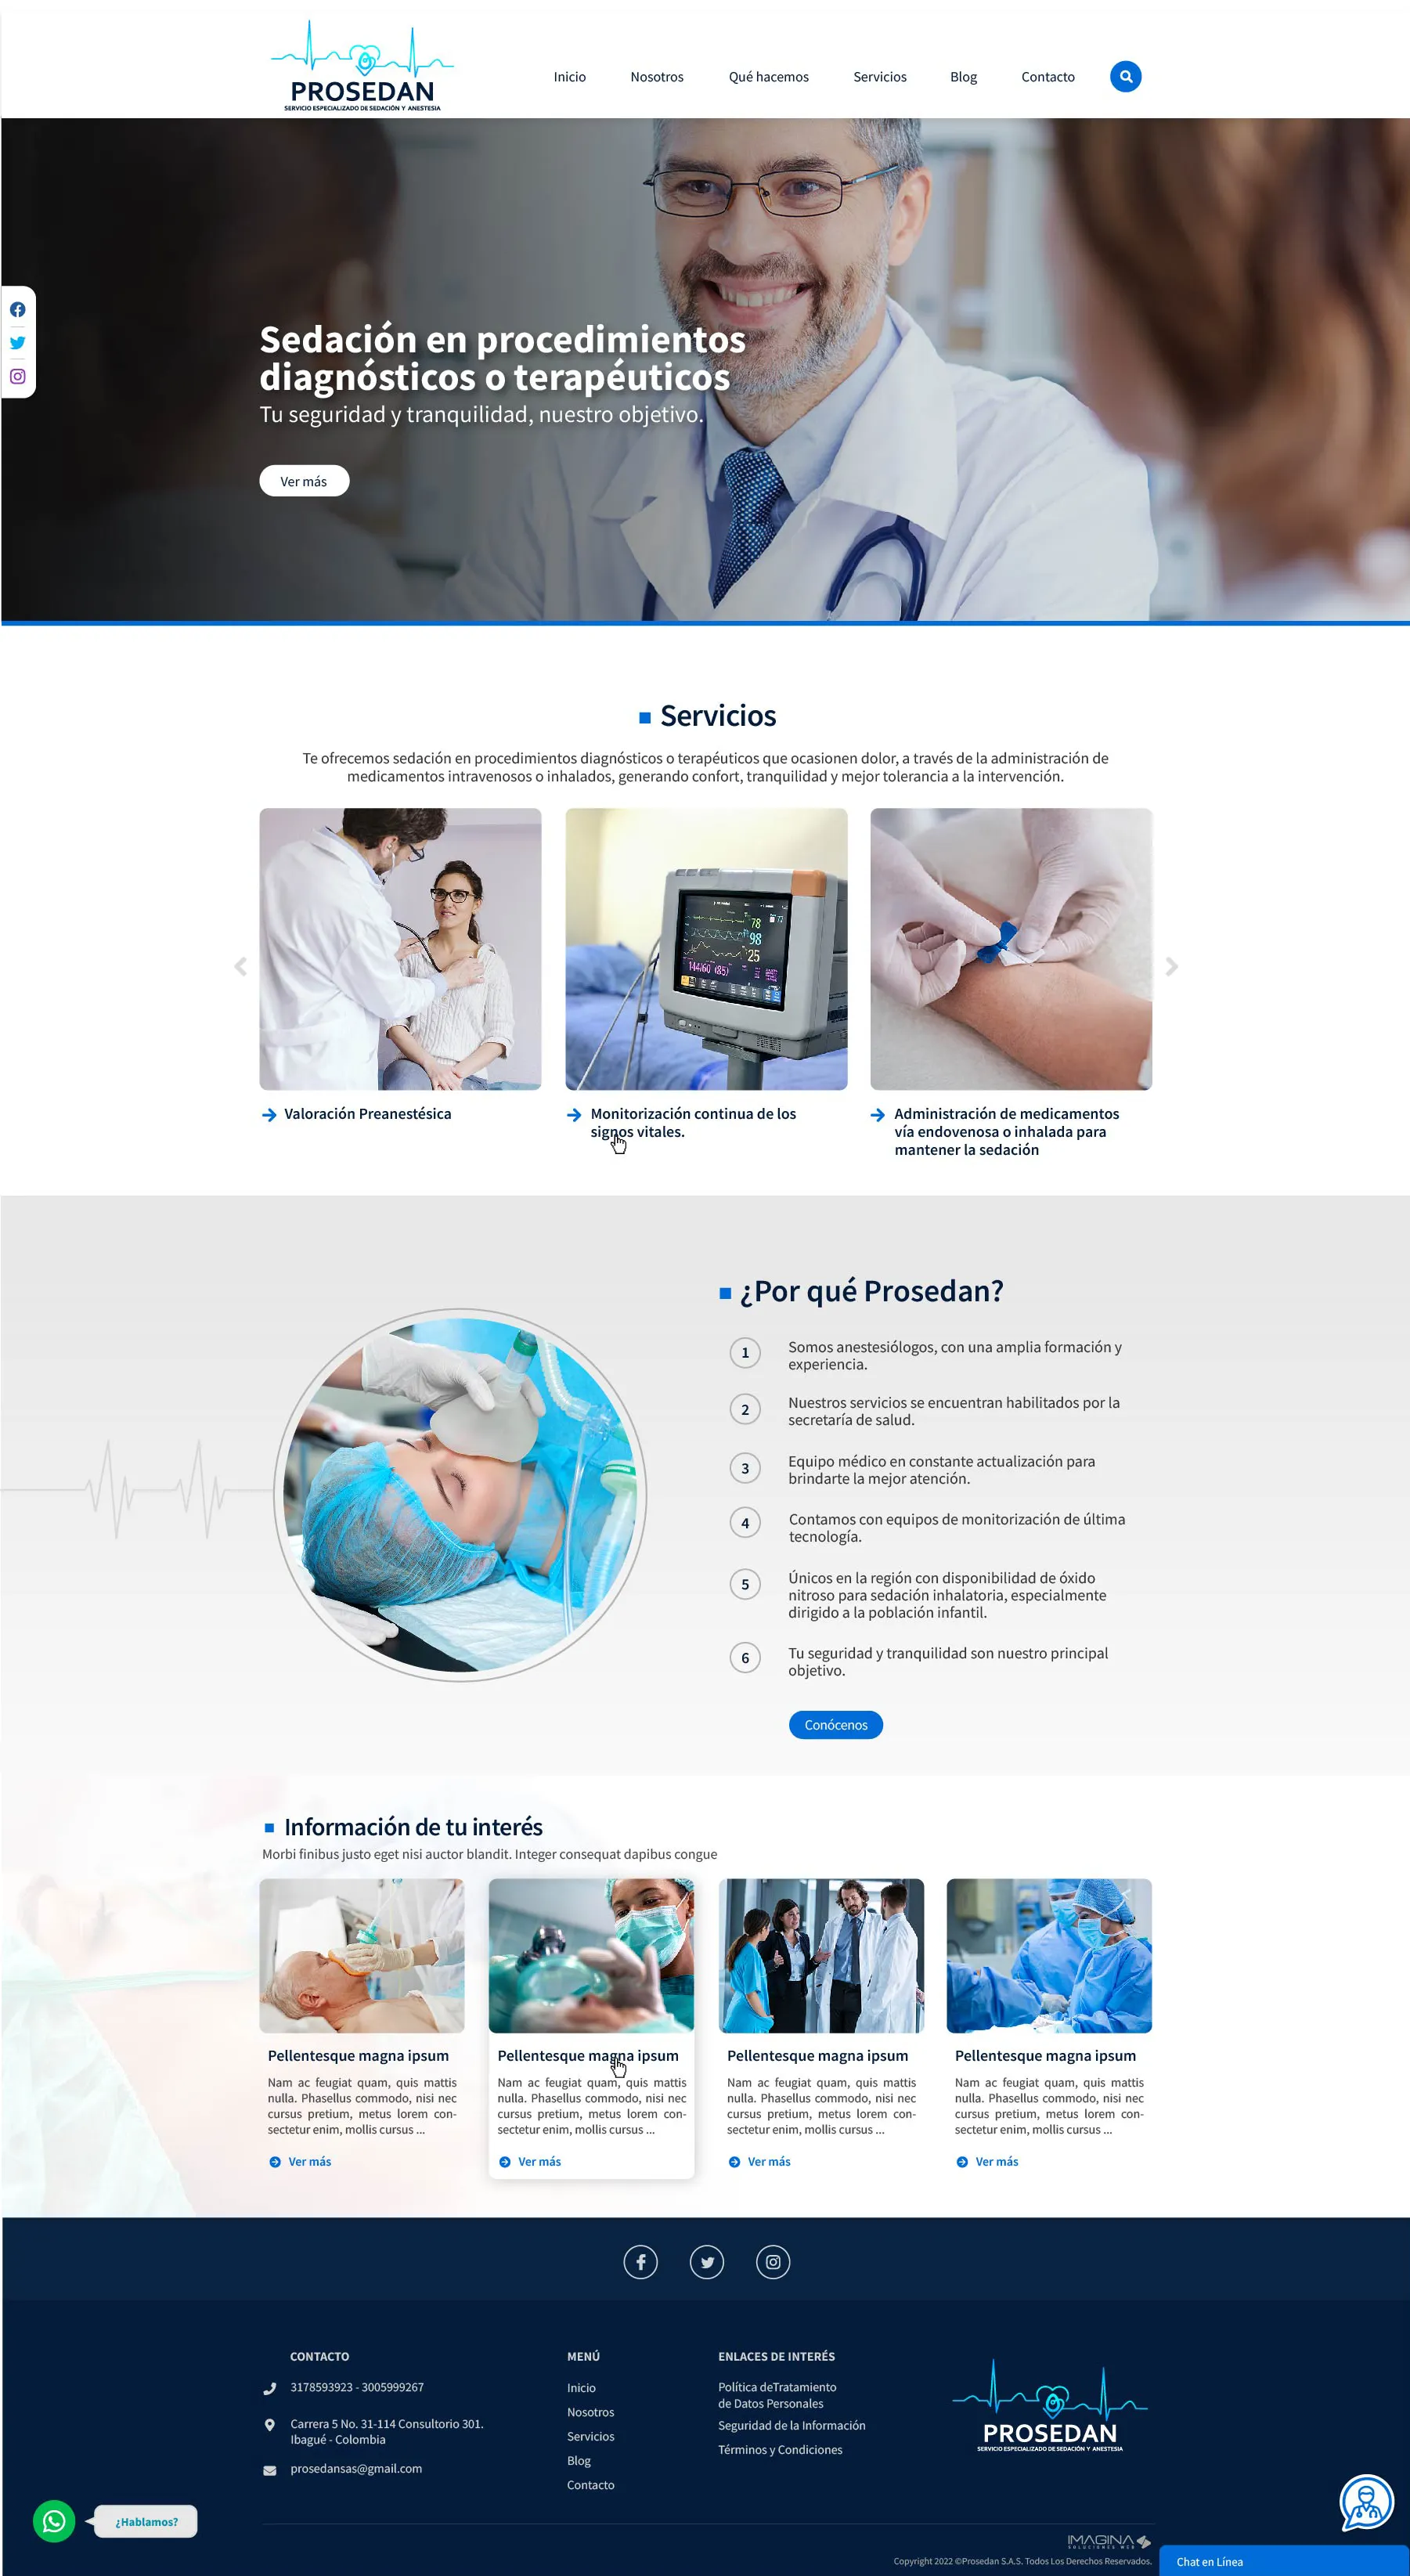 PROSEDAN
SERVICIO ESPECIALIZADO DE SEDACIÓN Y ANESTESIA
Inicio
Nosotros
Qué hacemos
Servicios
Blog
Contacto
Sedación en procedimientos
diagnósticos o terapéuticos
Tu seguridad y tranquilidad, nuestro objetivo.
Ver más
Servicios
Te ofrecemos sedación en procedimientos diagnósticos o terapéuticos que ocasionen dolor, a través de la administración de
medicamentos intravenosos o inhalados, generando confort, tranquilidad y mejor tolerancia a la intervención.
78
98
25
144/60 (85)
Valoración Preanestésica
Monitorización continua de los
signos vitales.
Administración de medicamentos
vía endovenosa o inhalada para
mantener la sedación
¿Por qué Prosedan?
1
Somos anestesiólogos, con una amplia formación y
experiencia.
2
Nuestros servicios se encuentran habilitados por la
secretaría de salud.
3
Equipo médico en constante actualización para
brindarte la mejor atención.
4
Contamos con equipos de monitorización de última
tecnología.
5
Únicos en la región con disponibilidad de óxido
nitroso para sedación inhalatoria, especialmente
dirigido a la población infantil.
6
Tu seguridad y tranquilidad son nuestro principal
objetivo.
Conócenos
Información de tu interés
Morbi finibus justo eget nisi auctor blandit. Integer consequat dapibus congue
Pellentesque magna ipsum
Nam ac feugiat quam, quis mattis
nulla. Phasellus commodo, nisi nec
cursus pretium, metus lorem con-
sectetur enim, mollis cursus ...
Ver más
Pellentesque magna ipsum
Nam ac feugiat quam, quis mattis
nulla. Phasellus commodo, nisi nec
cursus pretium, metus lorem con-
sectetur enim, mollis cursus ...
Ver más
Pellentesque magna ipsum
Nam ac feugiat quam, quis mattis
nulla. Phasellus commodo, nisi nec
cursus pretium, metus lorem con-
sectetur enim, mollis cursus ...
Ver más
Pellentesque magna ipsum
Nam ac feugiat quam, quis mattis
nulla. Phasellus commodo, nisi nec
cursus pretium, metus lorem con-
sectetur enim, mollis cursus ...
Ver más
CONTACTO
3178593923 - 3005999267
Carrera 5 No. 31-114 Consultorio 301.
Ibagué - Colombia
prosedansas@gmail.com
MENÚ
Inicio
Nosotros
Servicios
Blog
Contacto
ENLACES DE INTERÉS
Política deTratamiento
de Datos Personales
Seguridad de la Información
Términos y Condiciones
PROSEDAN
SERVICIO ESPECIALIZADO DE SEDACIÓN Y ANESTESIA
¿Hablamos?
IMAGINA
SOLUCIONES WEB
Copyright 2022 ©Prosedan S.A.S. Todos Los Derechos Reservados.
Chat en Línea